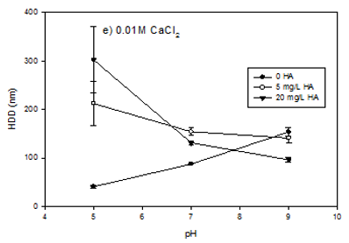 400
e) 0.01M CaCl₂
300
0 HA
5 mg/L HA
20 mg/L HA
HDD (nm)
200
100
0
4 5 6 7 8 9 10
pH